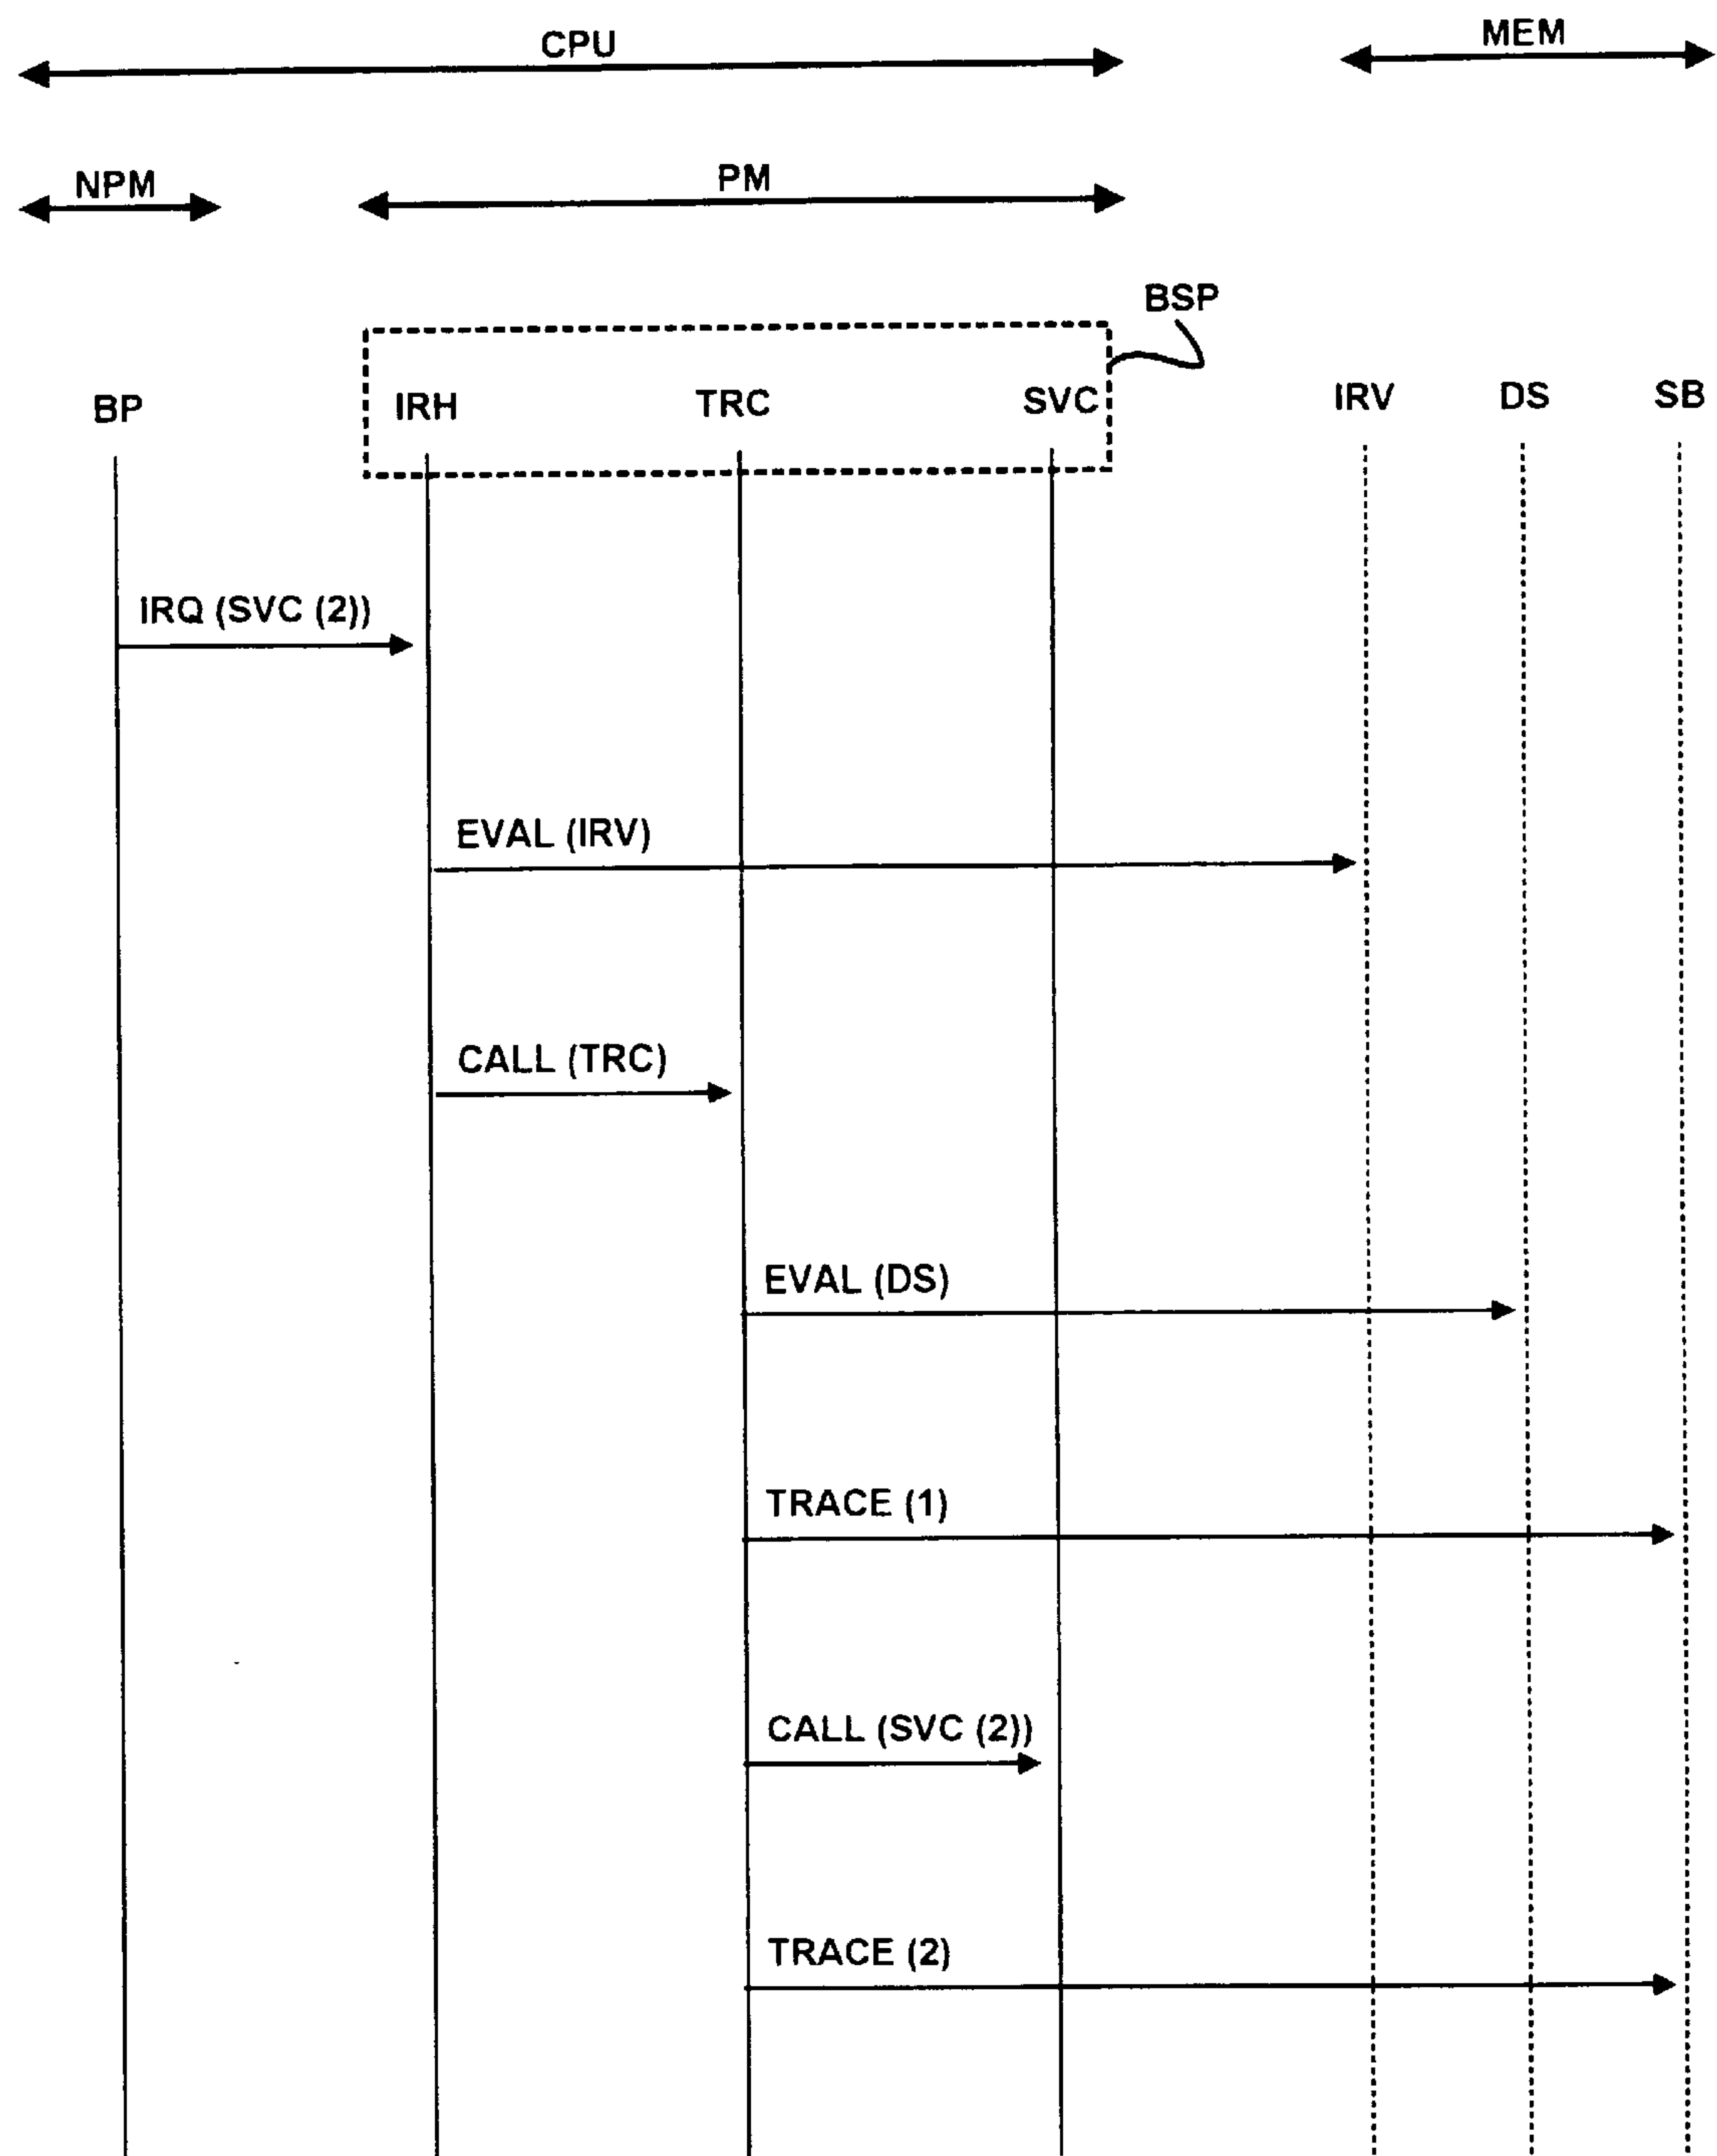 CPU
MEM
NPM
PM
BSP
BP
IRH
TRC
SVC
IRV
DS
SB
IRQ (SVC (2))
EVAL (IRV)
CALL (TRC)
EVAL (DS)
TRACE (1)
CALL (SVC (2))
TRACE (2)